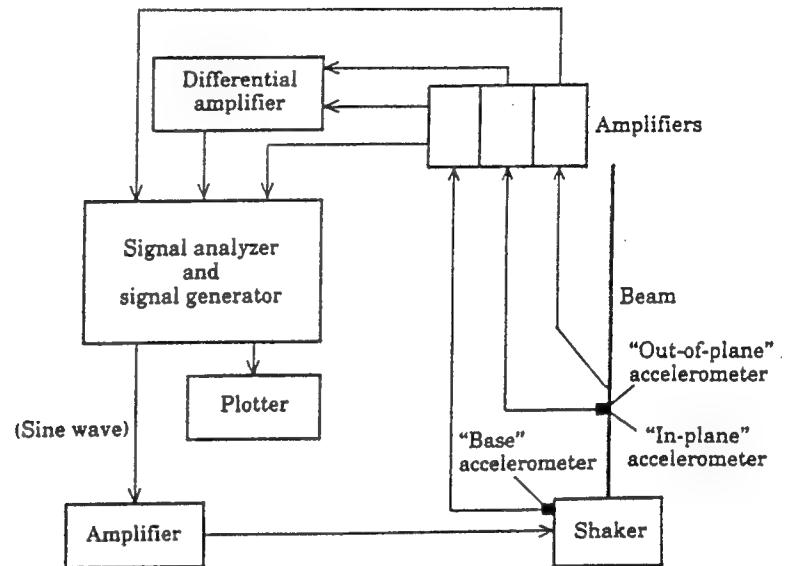 Differential
amplifier
Amplifiers
Signal analyzer
and
signal generator
Beam
"Out-of-plane"
accelerometer
Plotter
(Sine wave)
"Base"
accelerometer
"In-plane"
accelerometer
Amplifier
Shaker